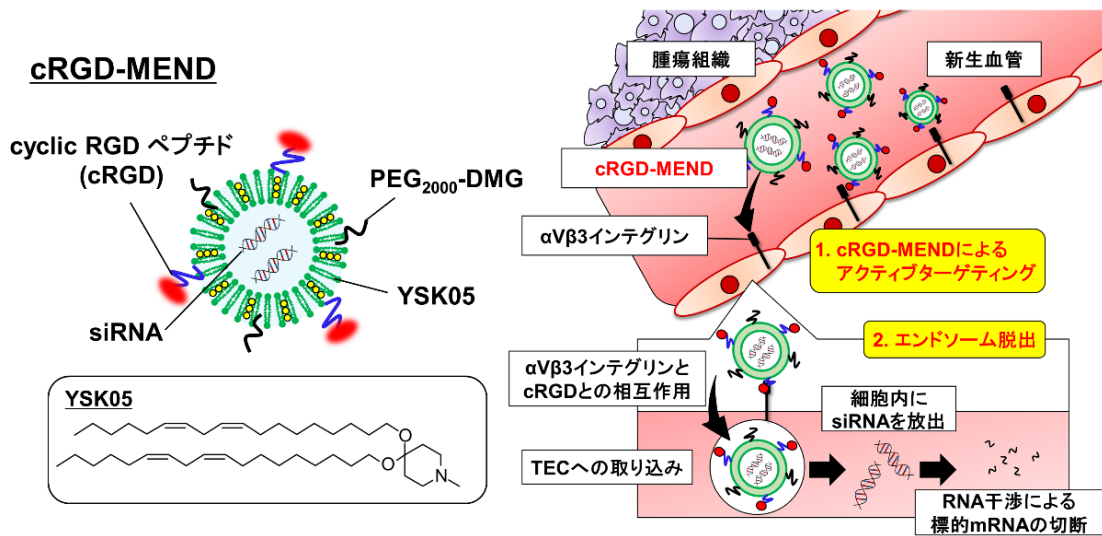 cRGD-MEND
cyclic RGD ペプチド
(cRGD)
PEG2000-DMG
YSK05
siRNA
YSK05
O
O
N
腫瘍組織
新生血管
cRGD-MEND
αVβ3インテグリン
1. cRGD-MENDによる
アクティブターゲティング
2. エンドソーム脱出
αVβ3インテグリンと
cRGDとの相互作用
細胞内に
siRNAを放出
TECへの取り込み
RNA干渉による
標的mRNAの切断